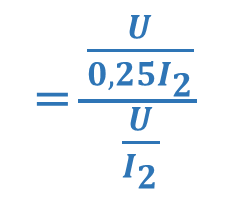 U
= 0,25I₂
U
I₂